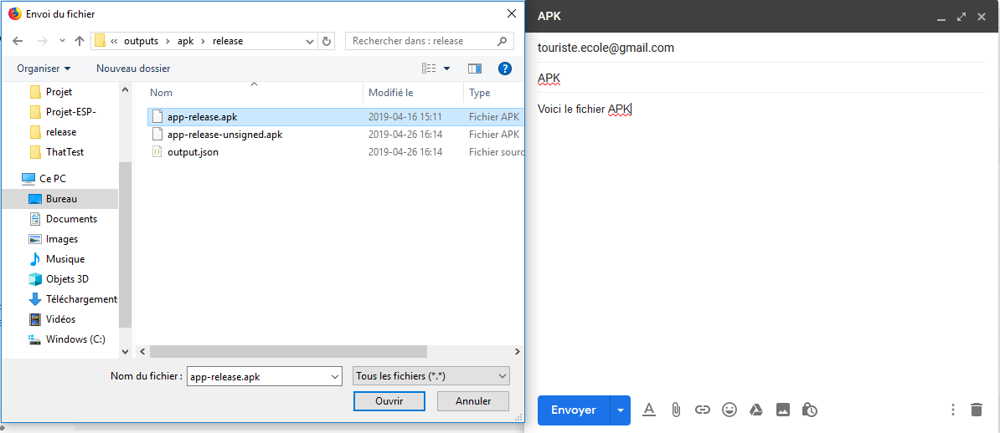 Envoi du fichier
« outputs › apk › release
Rechercher dans : release
Organiser
Nouveau dossier
?
Projet
Projet-ESP-
release
ThatTest
Ce PC
Bureau
Documents
Images
Musique
Objets 3D
Téléchargement
Vidéos
Windows (C:)
Nom Modifié le Type
app-release.apk 2019-04-16 15:11 Fichier APK
app-release-unsigned.apk 2019-04-26 16:14 Fichier APK
output.json 2019-04-26 16:14 Fichier sourc
Nom du fichier : app-release.apk
Tous les fichiers (*.*)
Ouvrir
Annuler
APK
touriste.ecole@gmail.com
APK
Voici le fichier APK
Envoyer